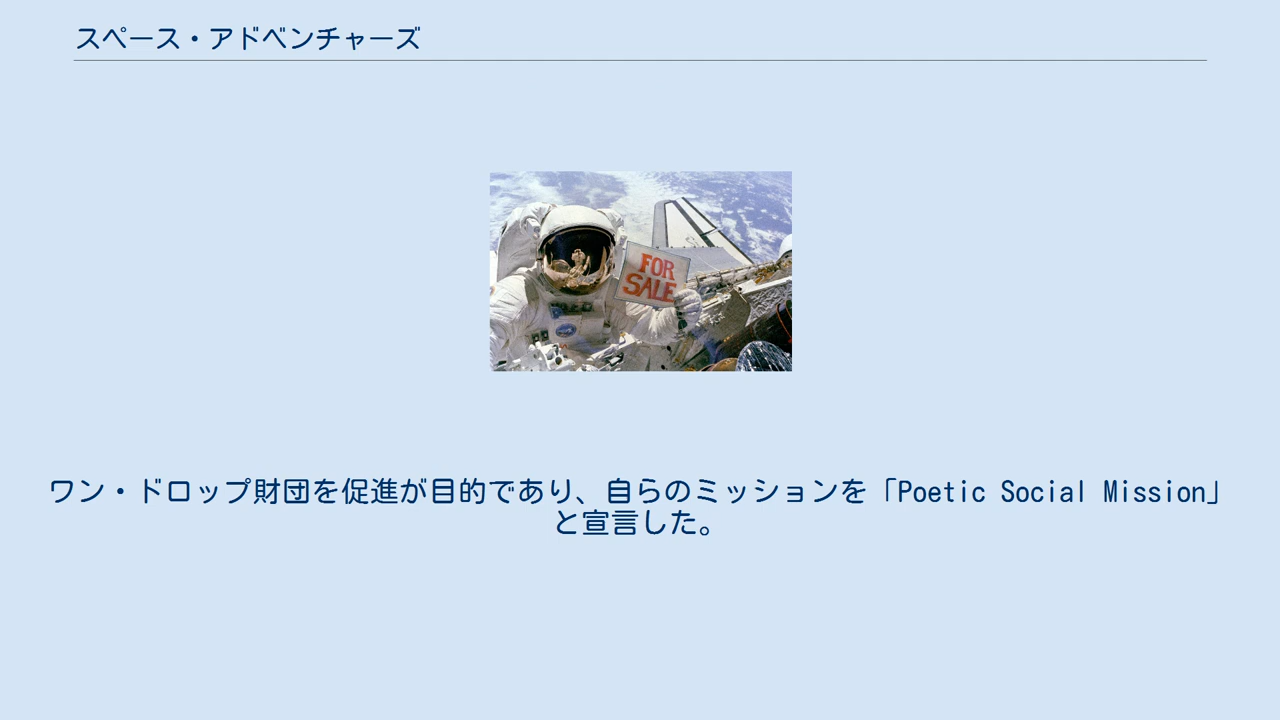 スペース・アドベンチャーズ
FOR
SALE
ワン・ドロップ財団を促進が目的であり、自らのミッションを「Poetic Social Mission」
と宣言した。